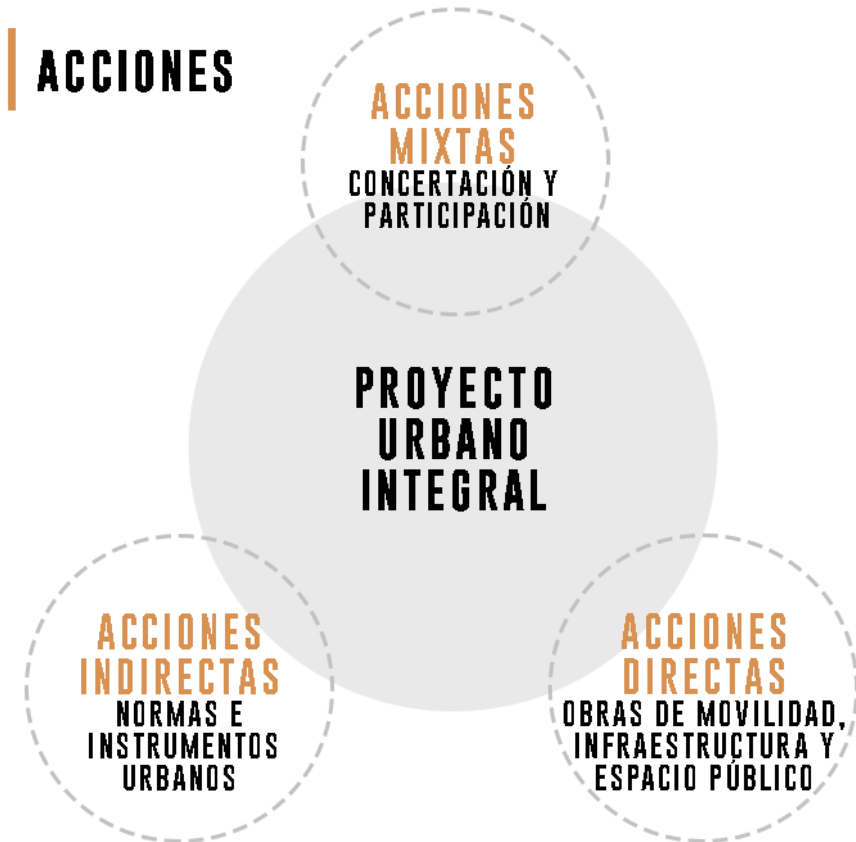 ACCIONES
ACCIONES
MIXTAS
CONCERTACIÓN Y
PARTICIPACIÓN
PROYECTO
URBANO
INTEGRAL
ACCIONES
INDIRECTAS
NORMAS E
INSTRUMENTOS
URBANOS
ACCIONES
DIRECTAS
OBRAS DE MOVILIDAD,
INFRAESTRUCTURA Y
ESPACIO PÚBLICO